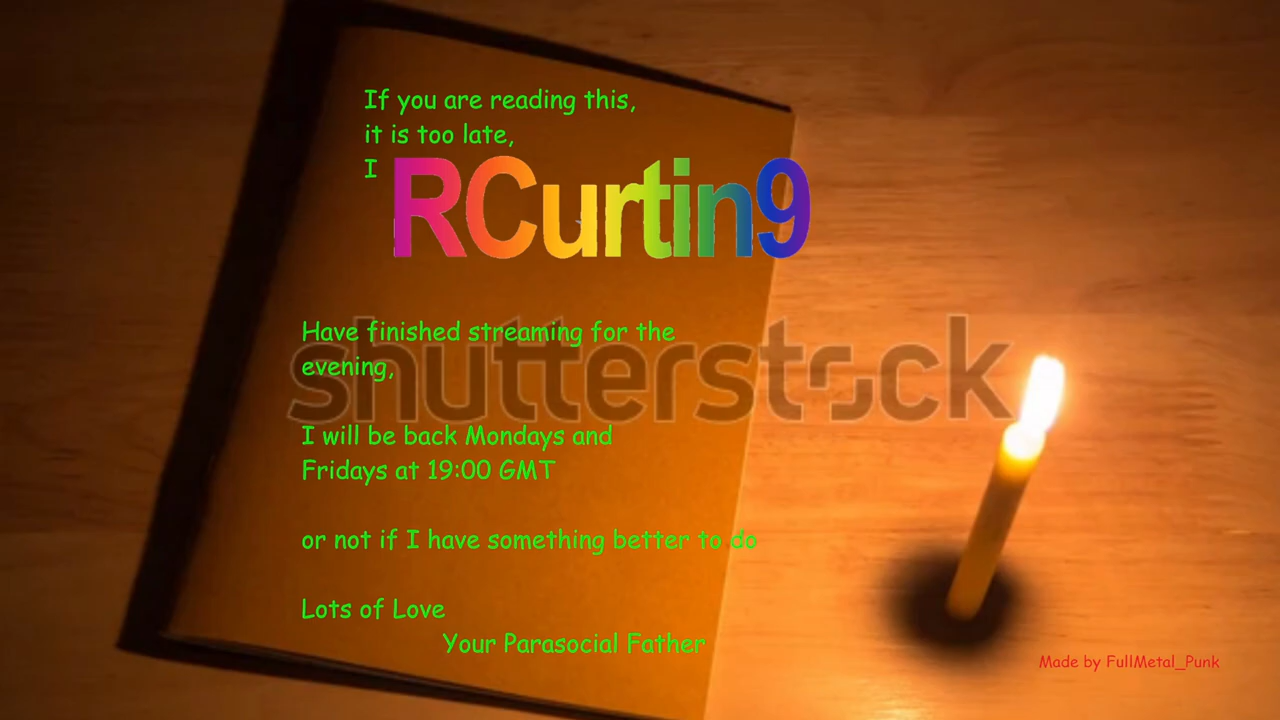 If you are reading this,
it is too late,
I
RCurtin9
Have finished streaming for the
evening,
shutterstock
I will be back Mondays and
Fridays at 19:00 GMT
or not if I have something better to do
Lots of Love
Your Parasocial Father
Made by FullMetal_Punk